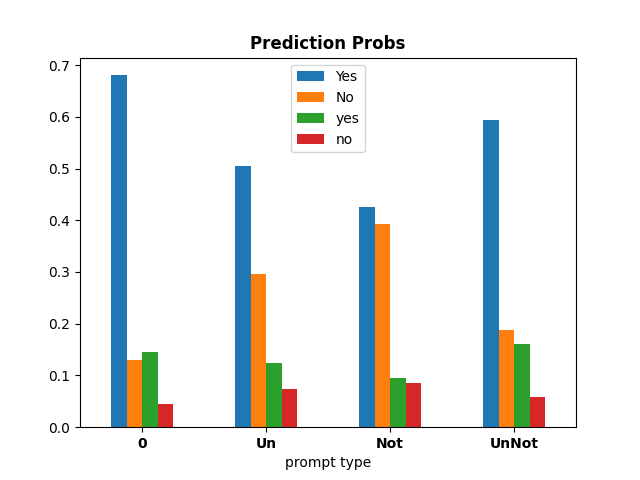 Prediction Probs
Yes
No
yes
no
0.7
0.6
0.5
0.4
0.3
0.2
0.1
0.0
0 Un Not UnNot
prompt type